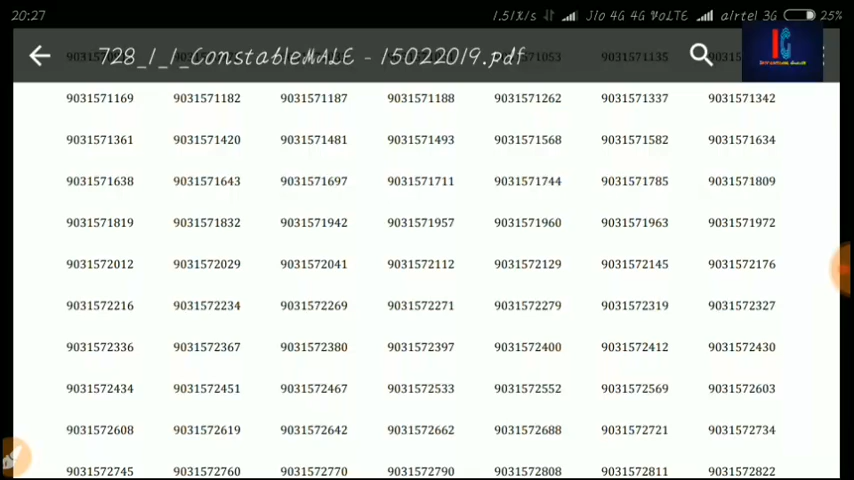 20:27 1.51K/s Jio 4G 4G VoLTE airtel 3G 25%
728_1_1_ConstableMALE - 15022019.pdf
9031571053 9031571135
9031571169 9031571182 9031571187 9031571188 9031571262 9031571337 9031571342
9031571361 9031571420 9031571481 9031571493 9031571568 9031571582 9031571634
9031571638 9031571643 9031571697 9031571711 9031571744 9031571785 9031571809
9031571819 9031571832 9031571942 9031571957 9031571960 9031571963 9031571972
9031572012 9031572029 9031572041 9031572112 9031572129 9031572145 9031572176
9031572216 9031572234 9031572269 9031572271 9031572279 9031572319 9031572327
9031572336 9031572367 9031572380 9031572397 9031572400 9031572412 9031572430
9031572434 9031572451 9031572467 9031572533 9031572552 9031572569 9031572603
9031572608 9031572619 9031572642 9031572662 9031572688 9031572721 9031572734
9031572745 9031572760 9031572770 9031572790 9031572808 9031572811 9031572822